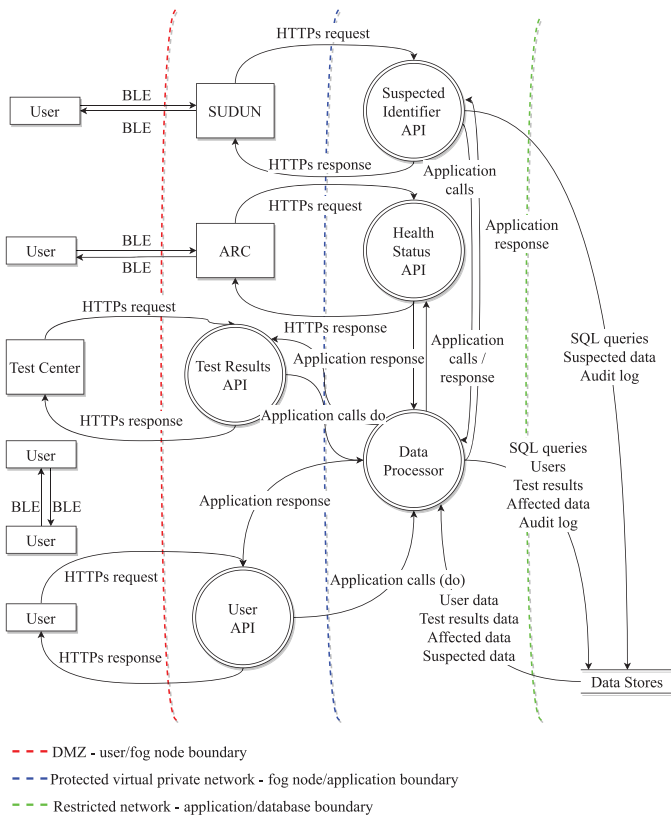 HTTPs request
User
BLE
BLE
SUDUN
Suspected
Identifier
API
HTTPs response
Application
calls
HTTPs request
User
BLE
BLE
ARC
Health
Status
API
Application
response
HTTPs request
HTTPs response
Test Center
Test Results
API
Application response
Application
calls /
response
SQL queries
Suspected data
Audit log
HTTPs response
Application calls do
Data
Processor
SQL queries
Users
Test results
Affected data
Audit log
User
BLE
BLE
User
Application response
HTTPs request
User
User
API
Application calls (do)
User data
Test results data
Affected data
Suspected data
HTTPs response
Data Stores
DMZ - user/fog node boundary
Protected virtual private network - fog node/application boundary
Restricted network - application/database boundary